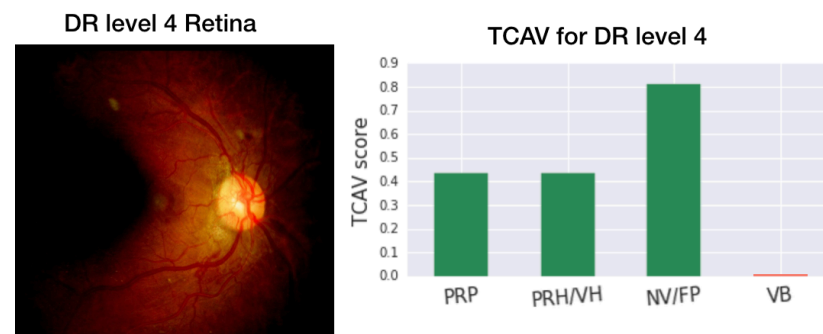 DR level 4 Retina
TCAV for DR level 4
TCAV score
0.9
0.8
0.7
0.6
0.5
0.4
0.3
0.2
0.1
0.0
PRP
PRH/VH
NV/FP
VB